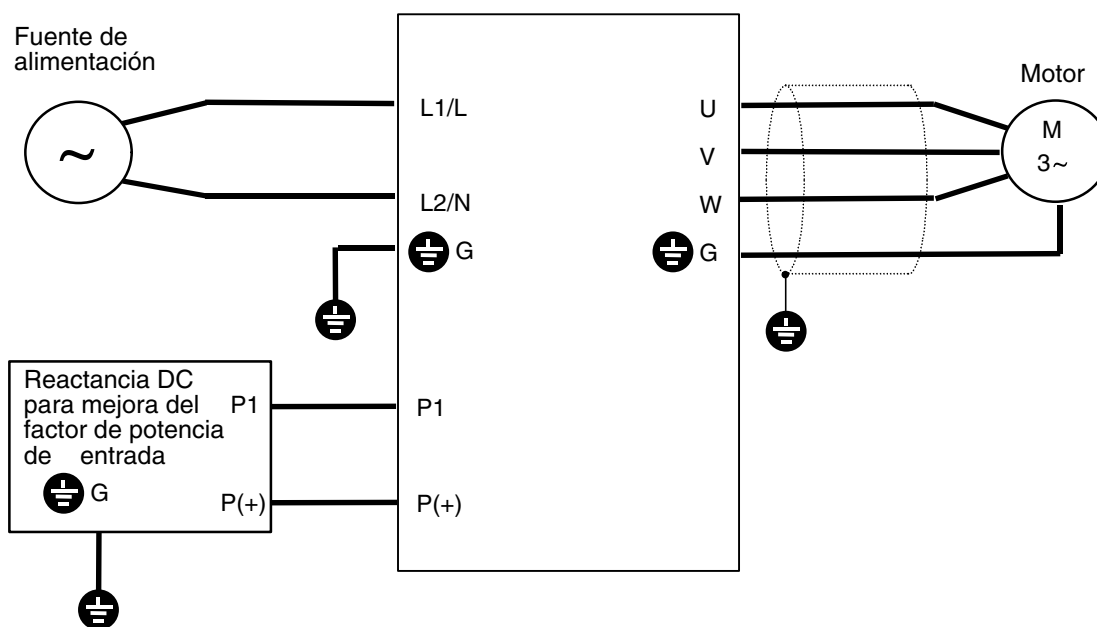 Fuente de
alimentación
~
L1/L
L2/N
G
U
V
W
G
Motor
M
3~
Reactancia DC
para mejora del
factor de potencia
de entrada
G
P1
P(+)
P1
P(+)